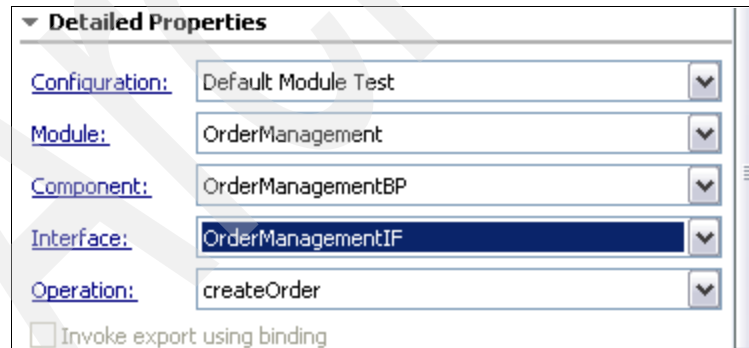 Detailed Properties
Configuration: Default Module Test
Module: OrderManagement
Component: OrderManagementBP
Interface: OrderManagementIF
Operation: createOrder
Invoke export using binding